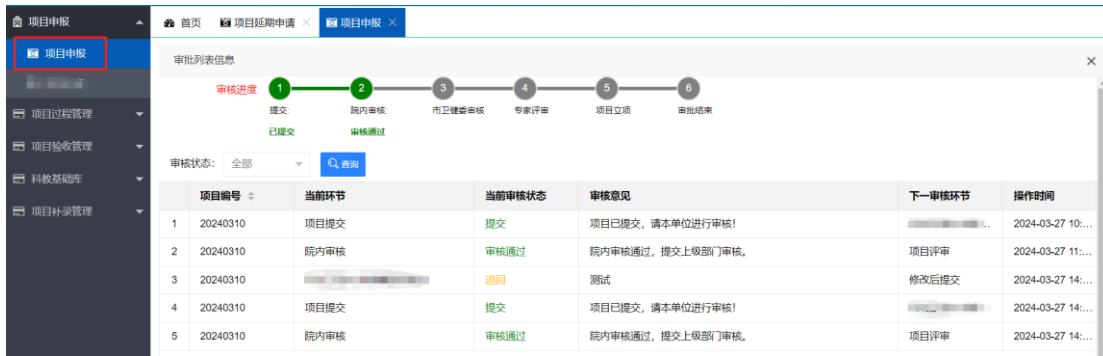 项目申报
首页
项目延期申请
项目申报
项目申报
审批列表信息
审核进度
1
2
3
4
5
6
提交
院内审核
市卫健委审核
专家评审
项目立项
审批结束
已提交
审核通过
项目过程管理
项目验收管理
科教基础库
项目补录管理
审核状态: 全部 查询
项目编号 当前环节 当前审核状态 审核意见 下一审核环节 操作时间
1 20240310 项目提交 提交 项目已提交，请本单位进行审核! 2024-03-27 10:...
2 20240310 院内审核 审核通过 院内审核通过，提交上级部门审核。 项目评审 2024-03-27 11:...
3 20240310 退回 测试 修改后提交 2024-03-27 14:...
4 20240310 项目提交 提交 项目已提交，请本单位进行审核! 2024-03-27 14:...
5 20240310 院内审核 审核通过 院内审核通过，提交上级部门审核。 项目评审 2024-03-27 14:...